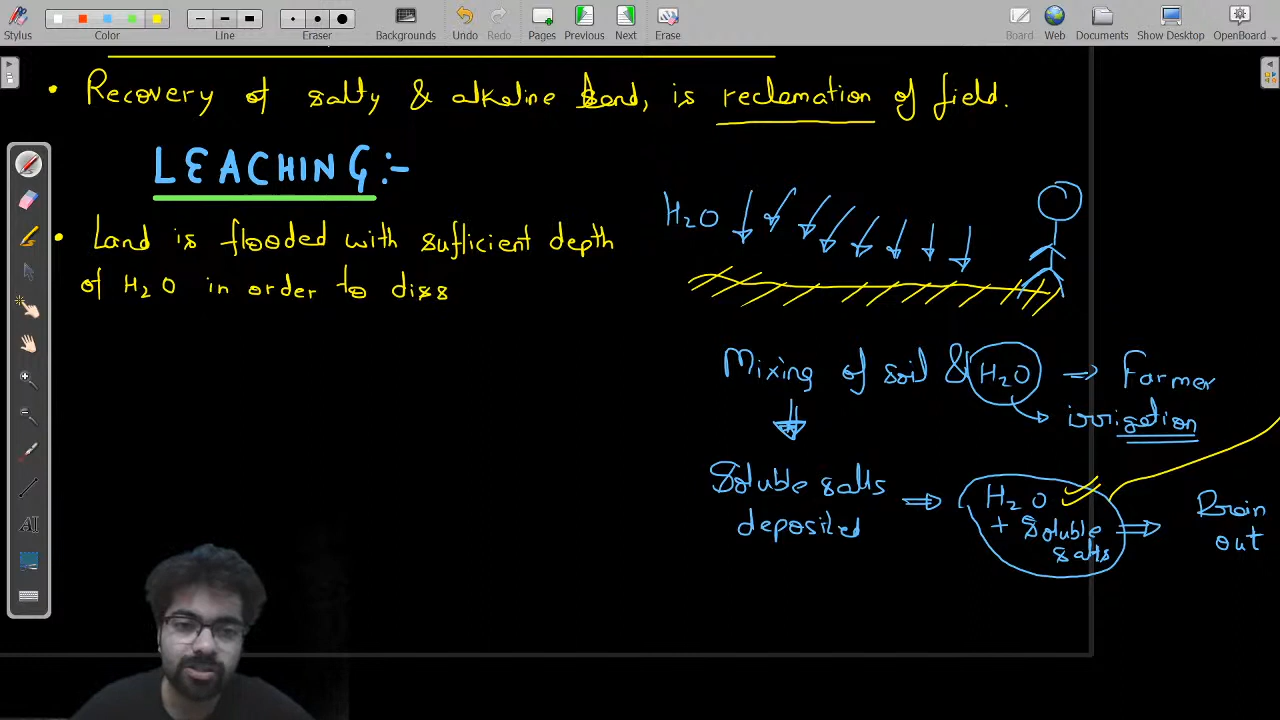 Stylus Color Line Eraser Backgrounds Undo Redo Pages Previous Next Erase Board Web Documents Show Desktop OpenBoard
• Recovery of salty & alkaline land, is reclamation of field.
LEACHING:-
• Land is flooded with sufficient depth
of H2O in order to diss
H2O
Mixing of soil & H2O => Farmer
irrigation
Soluble salts => H2O => Drain
deposited + Soluble out
salts
AI